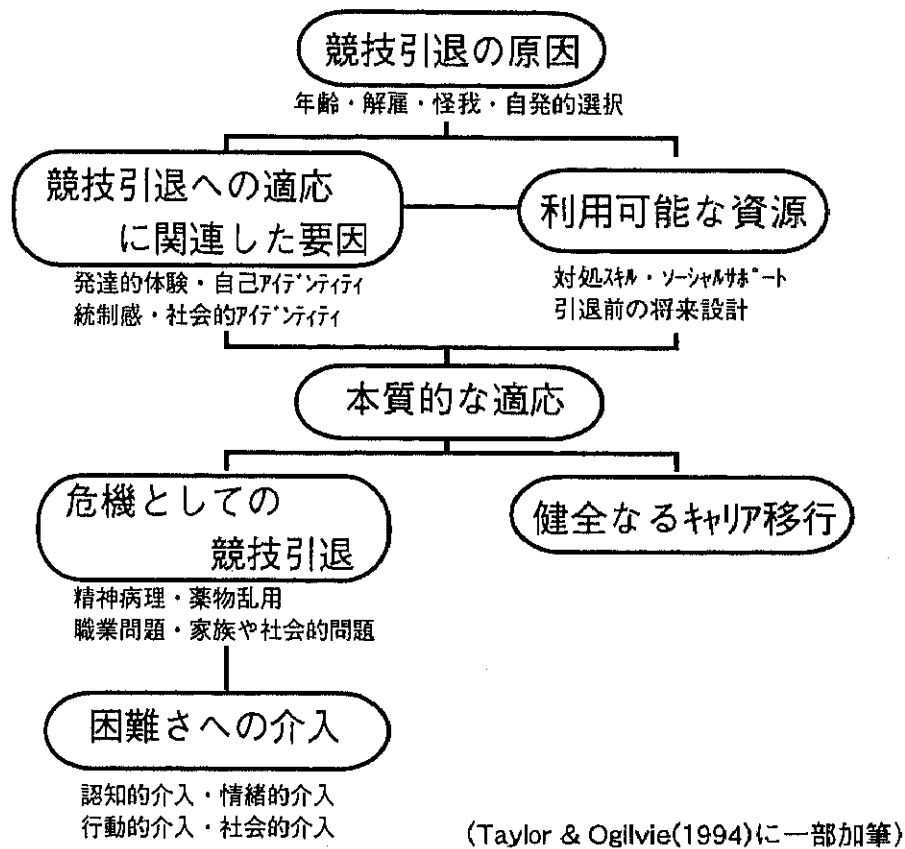 競技引退の原因
年齢・解雇・怪我・自発的選択
競技引退への適応
に関連した要因
発達的体験・自己ｱｲﾃﾞﾝﾃｨﾃｨ
統制感・社会的ｱｲﾃﾞﾝﾃｨﾃｨ
利用可能な資源
対処ｽｷﾙ・ｿｰｼｬﾙｻﾎﾟｰﾄ
引退前の将来設計
本質的な適応
危機としての
競技引退
精神病理・薬物乱用
職業問題・家族や社会的問題
健全なるｷｬﾘｱ移行
困難さへの介入
認知的介入・情緒的介入
行動的介入・社会的介入
(Taylor & Ogilvie(1994)に一部加筆)